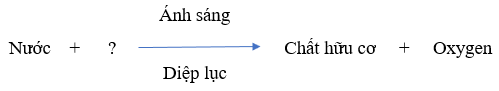 Ánh sáng
Nước + ? Chất hữu cơ + Oxygen
Diệp lục